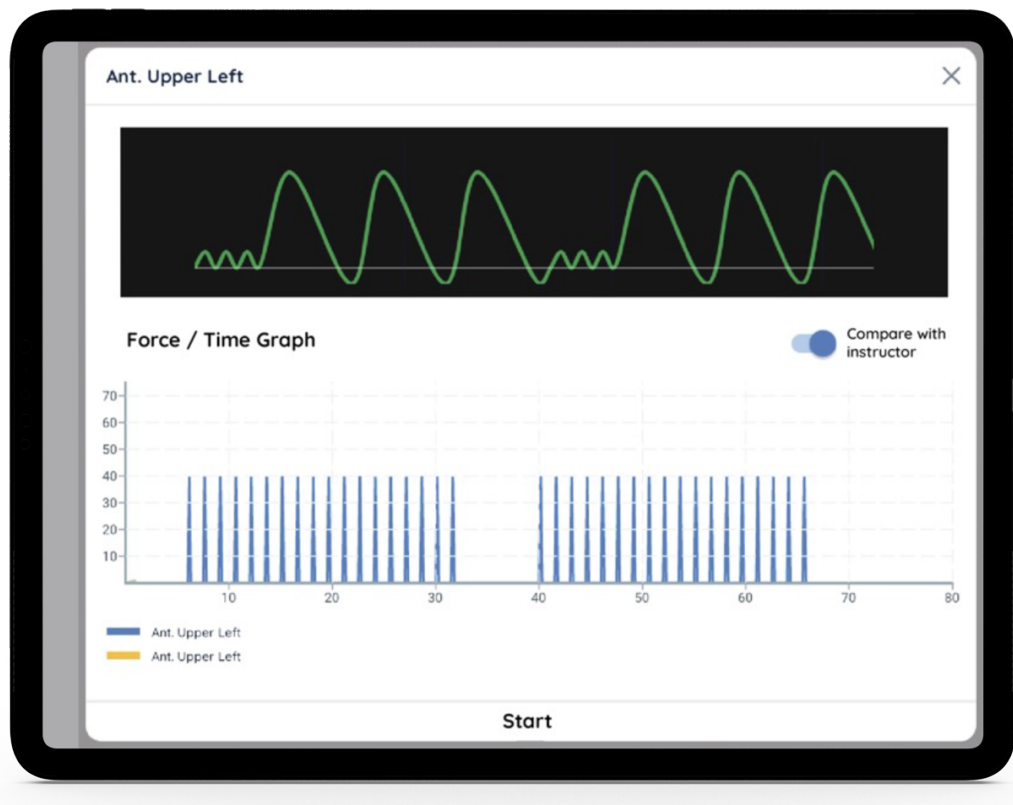 Ant. Upper Left
Force / Time Graph
Compare with
instructor
70
60
50
40
30
20
10
10 20 30 40 50 60 70 80
Ant. Upper Left
Ant. Upper Left
Start